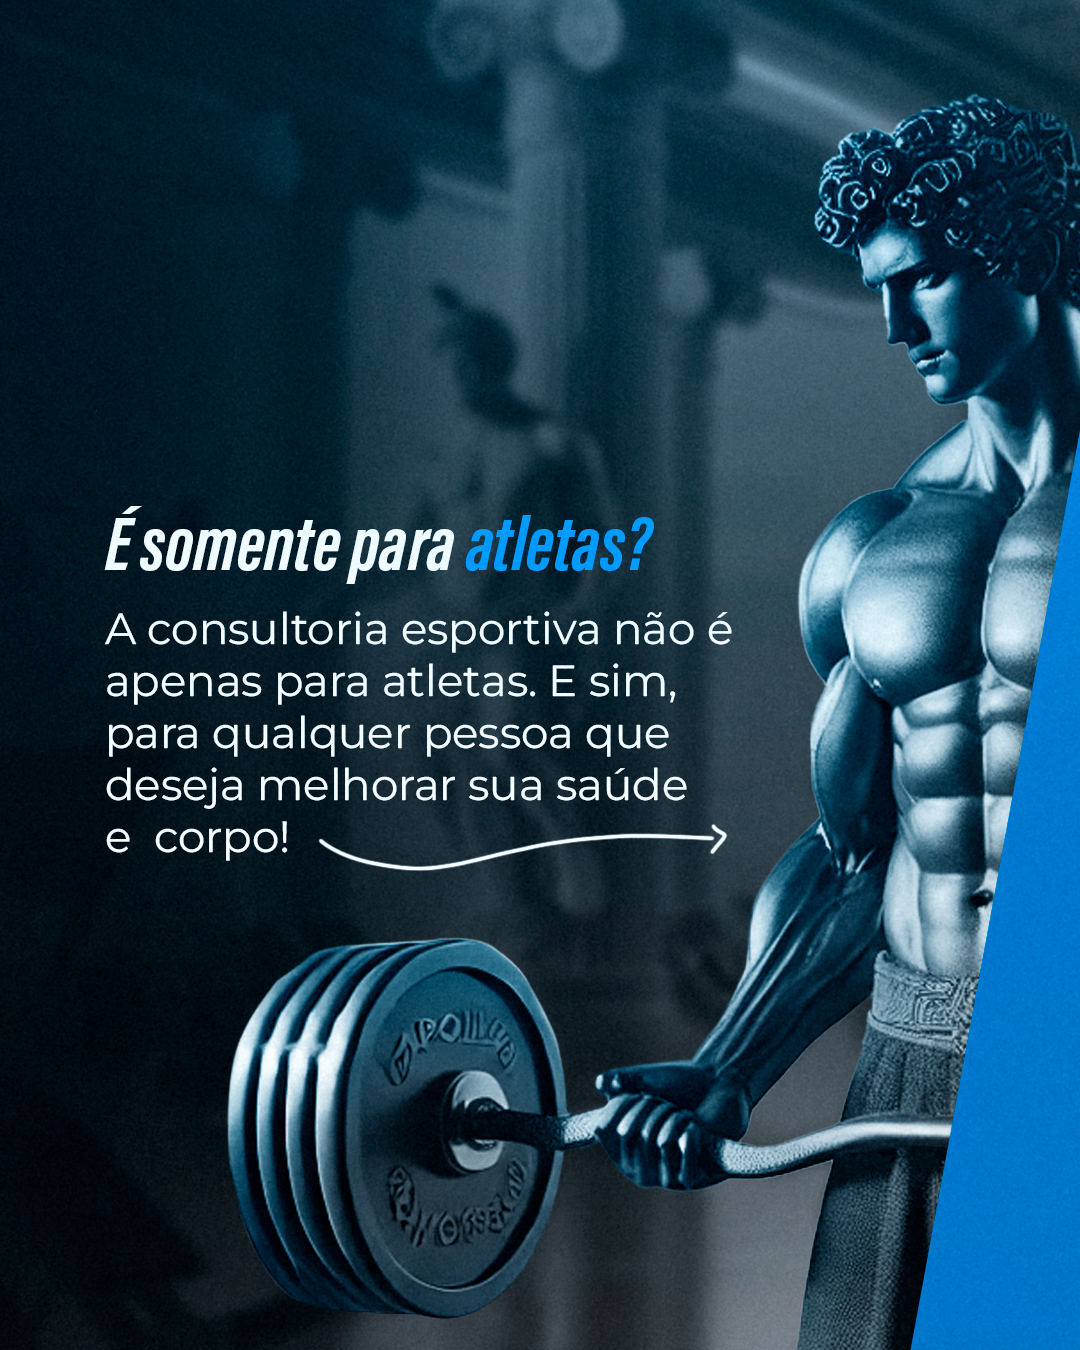 É somente para atletas?
A consultoria esportiva não é
apenas para atletas. E sim,
para qualquer pessoa que
deseja melhorar sua saúde
e  corpo!